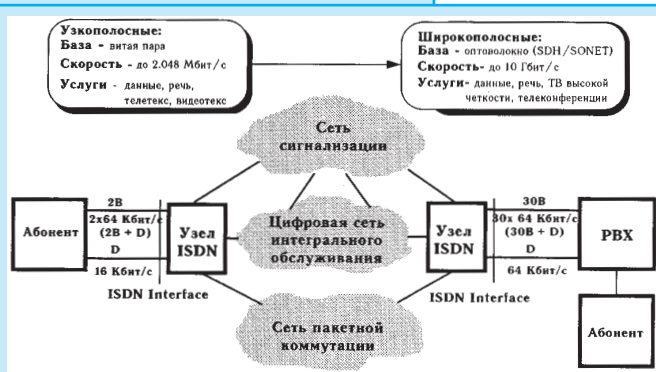 Узкополосные:
База - витая пара
Скорость - до 2.048 Мбит/с
Услуги - данные, речь,
телетекс, видеотекс
Широкополосные:
База - оптоволокно (SDH/SONET)
Скорость- до 10 Гбит/с
Услуги- данные, речь, ТВ высокой
четкости, телеконференции
Сеть
сигнализации
Абонент
2B
2x64 Кбит/с
(2B + D)
D
16 Кбит/с
Узел
ISDN
ISDN Interface
Цифровая сеть
интегрального
обслуживания
Узел
ISDN
30B
30x 64 Кбит/с
(30B + D)
D
64 Кбит/с
ISDN Interface
PBX
Сеть пакетной
коммутации
Абонент